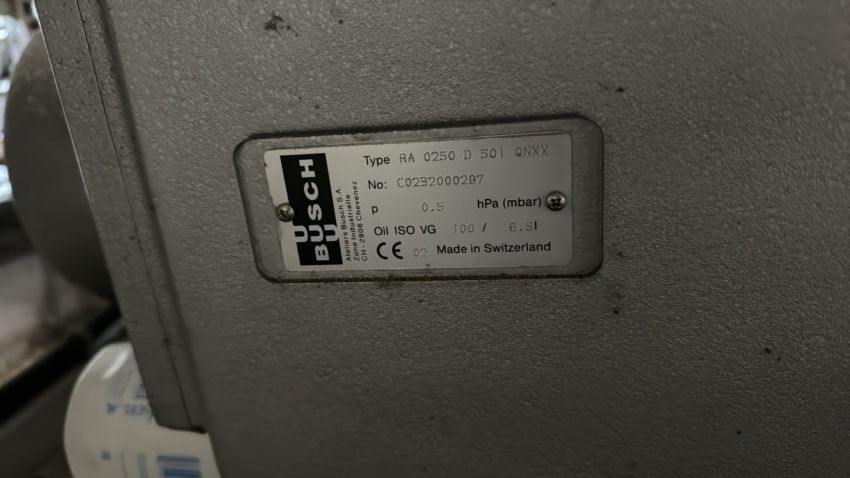 BUSCH
Ateliers Busch S.A.
Zone Industrielle
CH - 2906 Chevenez
Type RA 0250 D 501 QNXX
No: C0232000297
p 0.5 hPa (mbar)
Oil ISO VG 100 / 6.5l
CE 02 Made in Switzerland